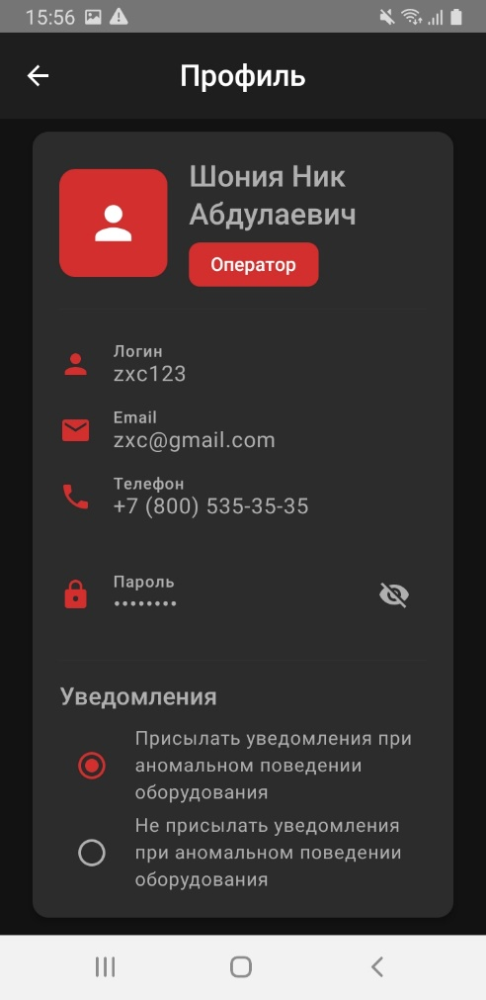 15:56
Профиль
Шония Ник
Абдулаевич
Оператор
Логин
zxc123
Email
zxc@gmail.com
Телефон
+7 (800) 535-35-35
Пароль
••••••••
Уведомления
Присылать уведомления при
аномальном поведении
оборудования
Не присылать уведомления
при аномальном поведении
оборудования